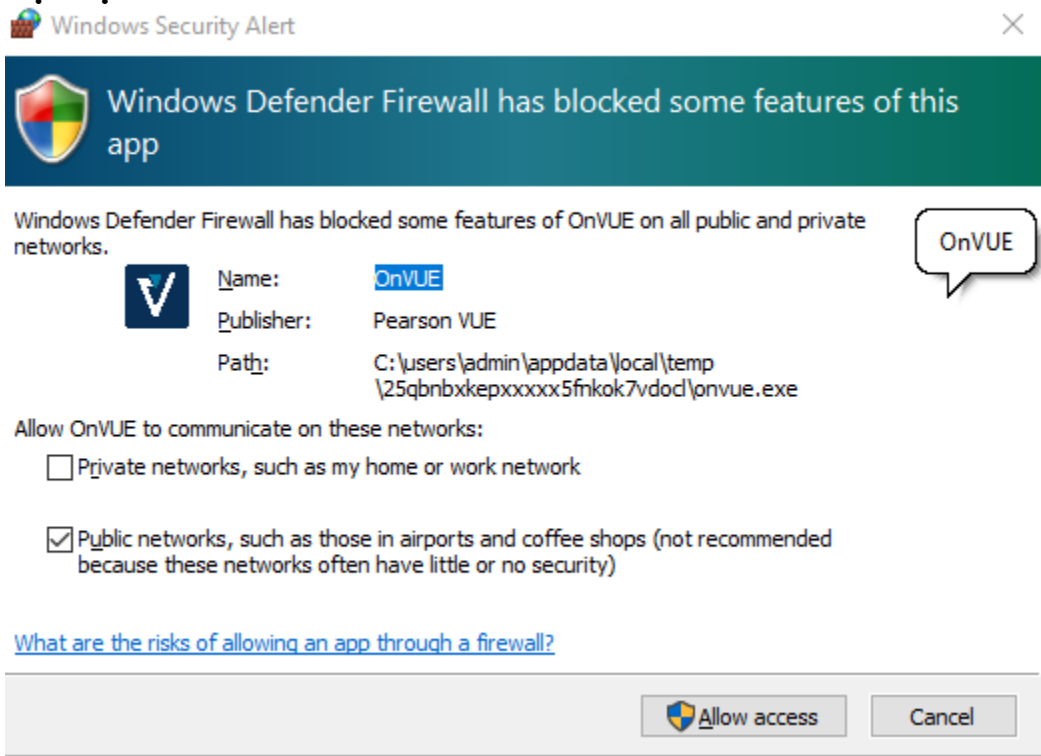 Windows Security Alert
Windows Defender Firewall has blocked some features of this
app
Windows Defender Firewall has blocked some features of OnVUE on all public and private
networks.
OnVUE
Name: OnVUE
Publisher: Pearson VUE
Path: C:\users\admin\appdata\local\temp
\25qbnbxkepxxxxx5fnkok7vdocl\onvue.exe
Allow OnVUE to communicate on these networks:
Private networks, such as my home or work network
Public networks, such as those in airports and coffee shops (not recommended
because these networks often have little or no security)
What are the risks of allowing an app through a firewall?
Allow access Cancel